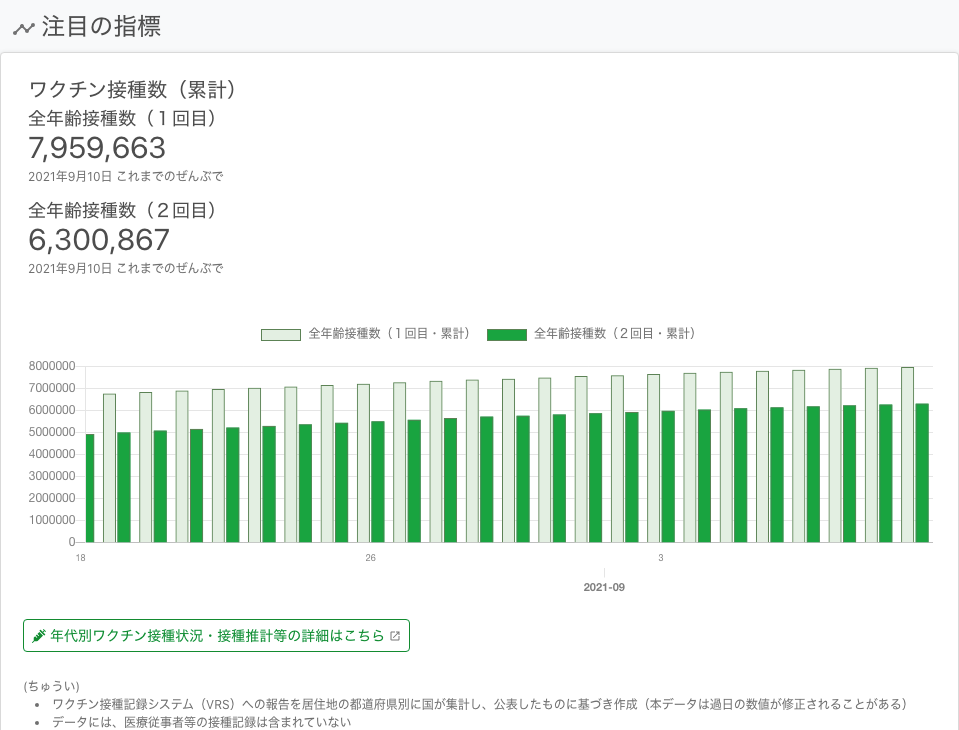 注目の指標
ワクチン接種数（累計）
全年齢接種数（１回目）
7,959,663
2021年9月10日 これまでのぜんぶで
全年齢接種数（２回目）
6,300,867
2021年9月10日 これまでのぜんぶで
全年齢接種数（１回目・累計） 全年齢接種数（２回目・累計）
8000000
7000000
6000000
5000000
4000000
3000000
2000000
1000000
0
18 26 3
2021-09
年代別ワクチン接種状況・接種推計等の詳細はこちら
(ちゅうい)
• ワクチン接種記録システム（VRS）への報告を居住地の都道府県別に国が集計し、公表したものに基づき作成（本データは過日の数値が修正されることがある）
• データには、医療従事者等の接種記録は含まれていない